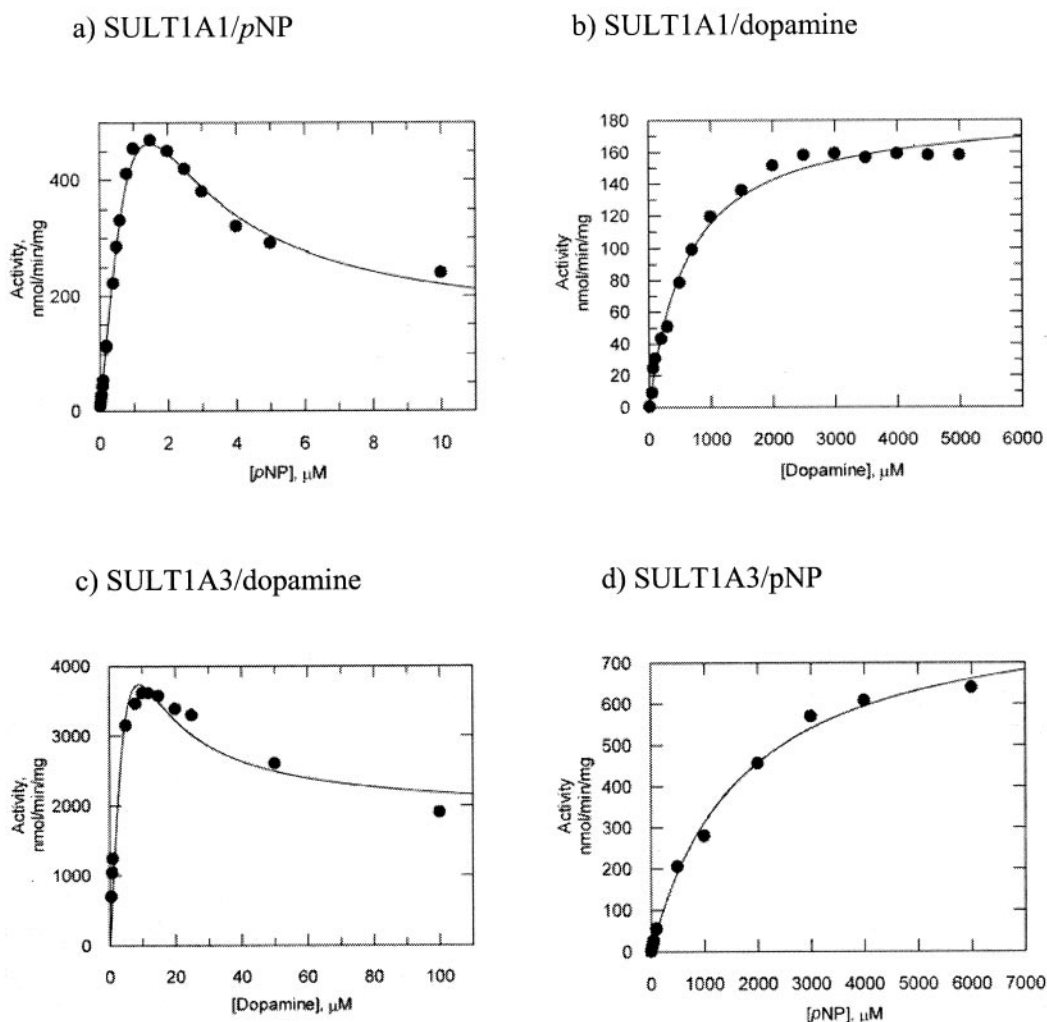 a) SULT1A1/pNP
b) SULT1A1/dopamine
400
200
0
Activity,
nmol/min/mg
0 2 4 6 8 10
[pNP], μM
180
160
140
120
100
80
60
40
20
0
Activity
nmol/min/mg
0 1000 2000 3000 4000 5000 6000
[Dopamine], μM
c) SULT1A3/dopamine
d) SULT1A3/pNP
4000
3000
2000
1000
0
Activity,
nmol/min/mg
0 20 40 60 80 100
[Dopamine], μM
700
600
500
400
300
200
100
0
Activity
nmol/min/mg
0 1000 2000 3000 4000 5000 6000 7000
[pNP], μM